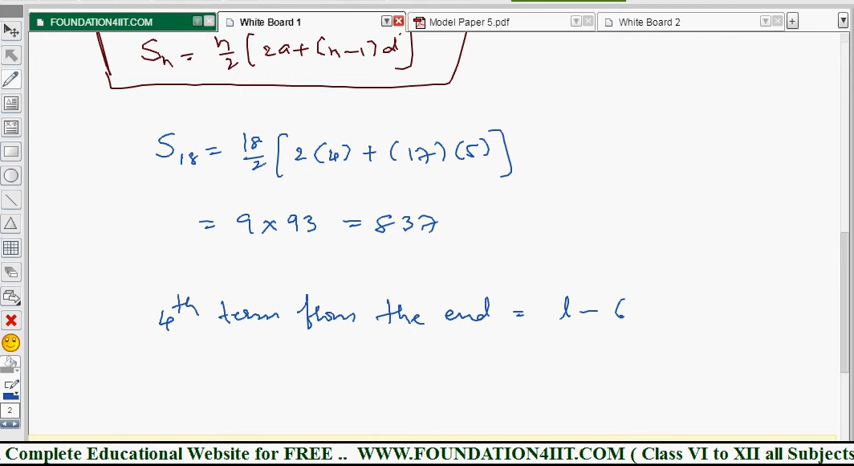 FOUNDATION4IIT.COM White Board 1 Model Paper 5.pdf White Board 2
Sn = n/2 [2a+(n-1)d]
S18 = 18/2 [2(4) + (17)(5)]
= 9 × 93 = 837
4th term from the end = l - 6
2
Complete Educational Website for FREE .. WWW.FOUNDATION4IIT.COM ( Class VI to XII all Subjects